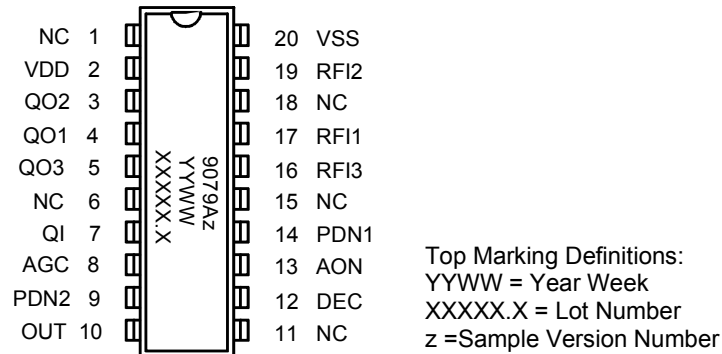 NC 1
VDD 2
QO2 3
QO1 4
QO3 5
NC 6
QI 7
AGC 8
PDN2 9
OUT 10
9079Az
YYWW
XXXXX.X
20 VSS
19 RFI2
18 NC
17 RFI1
16 RFI3
15 NC
14 PDN1
13 AON
12 DEC
11 NC
Top Marking Definitions:
YYWW = Year Week
XXXXX.X = Lot Number
z =Sample Version Number